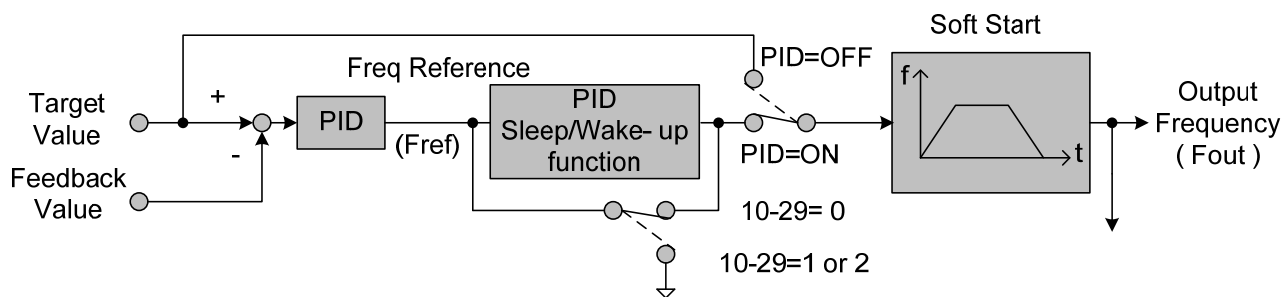 Soft Start
PID=OFF
Freq Reference
f
Target
Value
+
PID
PID
Sleep/Wake- up
function
Output
Frequency
( Fout )
(Fref)
-
PID=ON
t
Feedback
Value
10-29= 0
10-29=1 or 2